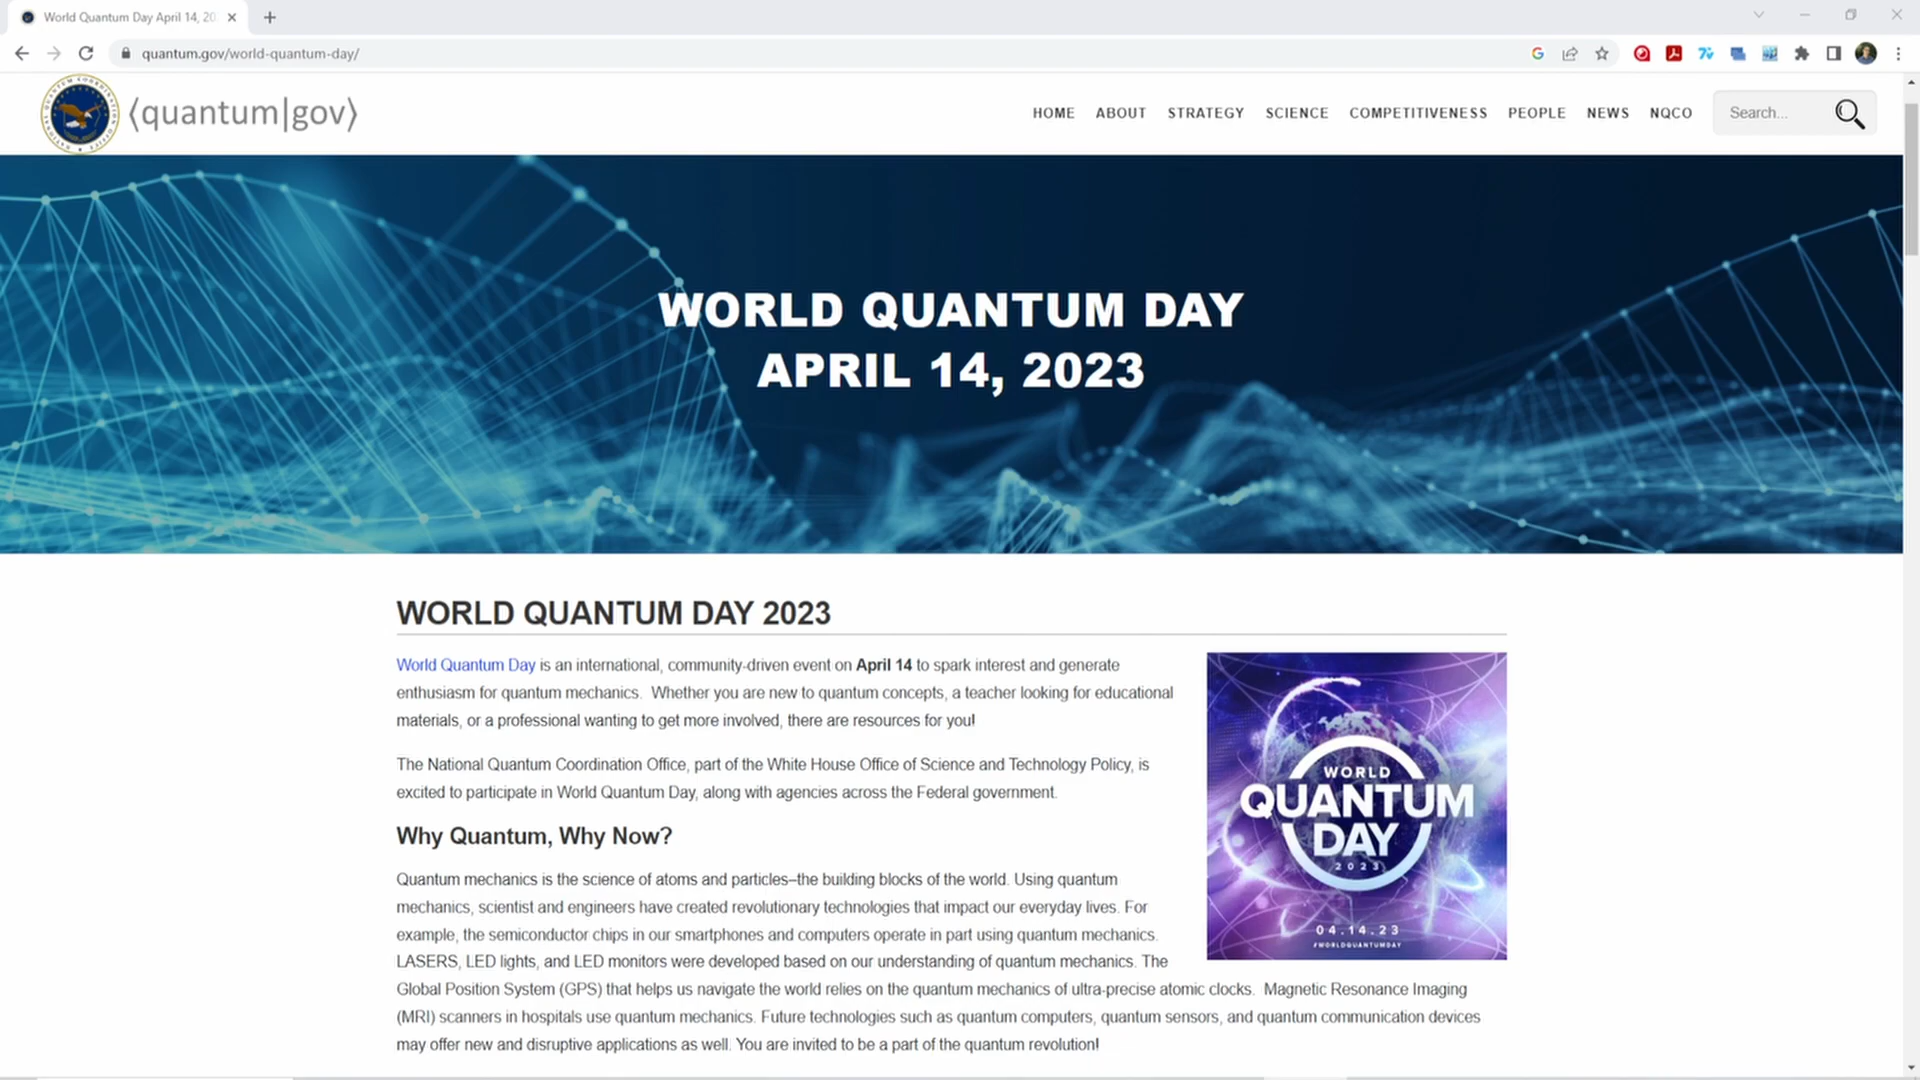 World Quantum Day April 14, 20
quantum.gov/world-quantum-day/
⟨quantum|gov⟩
HOME ABOUT STRATEGY SCIENCE COMPETITIVENESS PEOPLE NEWS NQCO Search...
WORLD QUANTUM DAY
APRIL 14, 2023
WORLD QUANTUM DAY 2023
World Quantum Day is an international, community-driven event on April 14 to spark interest and generate
enthusiasm for quantum mechanics.  Whether you are new to quantum concepts, a teacher looking for educational
materials, or a professional wanting to get more involved, there are resources for you!
The National Quantum Coordination Office, part of the White House Office of Science and Technology Policy, is
excited to participate in World Quantum Day, along with agencies across the Federal government.
Why Quantum, Why Now?
Quantum mechanics is the science of atoms and particles–the building blocks of the world. Using quantum
mechanics, scientist and engineers have created revolutionary technologies that impact our everyday lives. For
example, the semiconductor chips in our smartphones and computers operate in part using quantum mechanics.
LASERS, LED lights, and LED monitors were developed based on our understanding of quantum mechanics. The
Global Position System (GPS) that helps us navigate the world relies on the quantum mechanics of ultra-precise atomic clocks.  Magnetic Resonance Imaging
(MRI) scanners in hospitals use quantum mechanics. Future technologies such as quantum computers, quantum sensors, and quantum communication devices
may offer new and disruptive applications as well. You are invited to be a part of the quantum revolution!
WORLD
QUANTUM
DAY
2023
04.14.23
#WORLDQUANTUMDAY